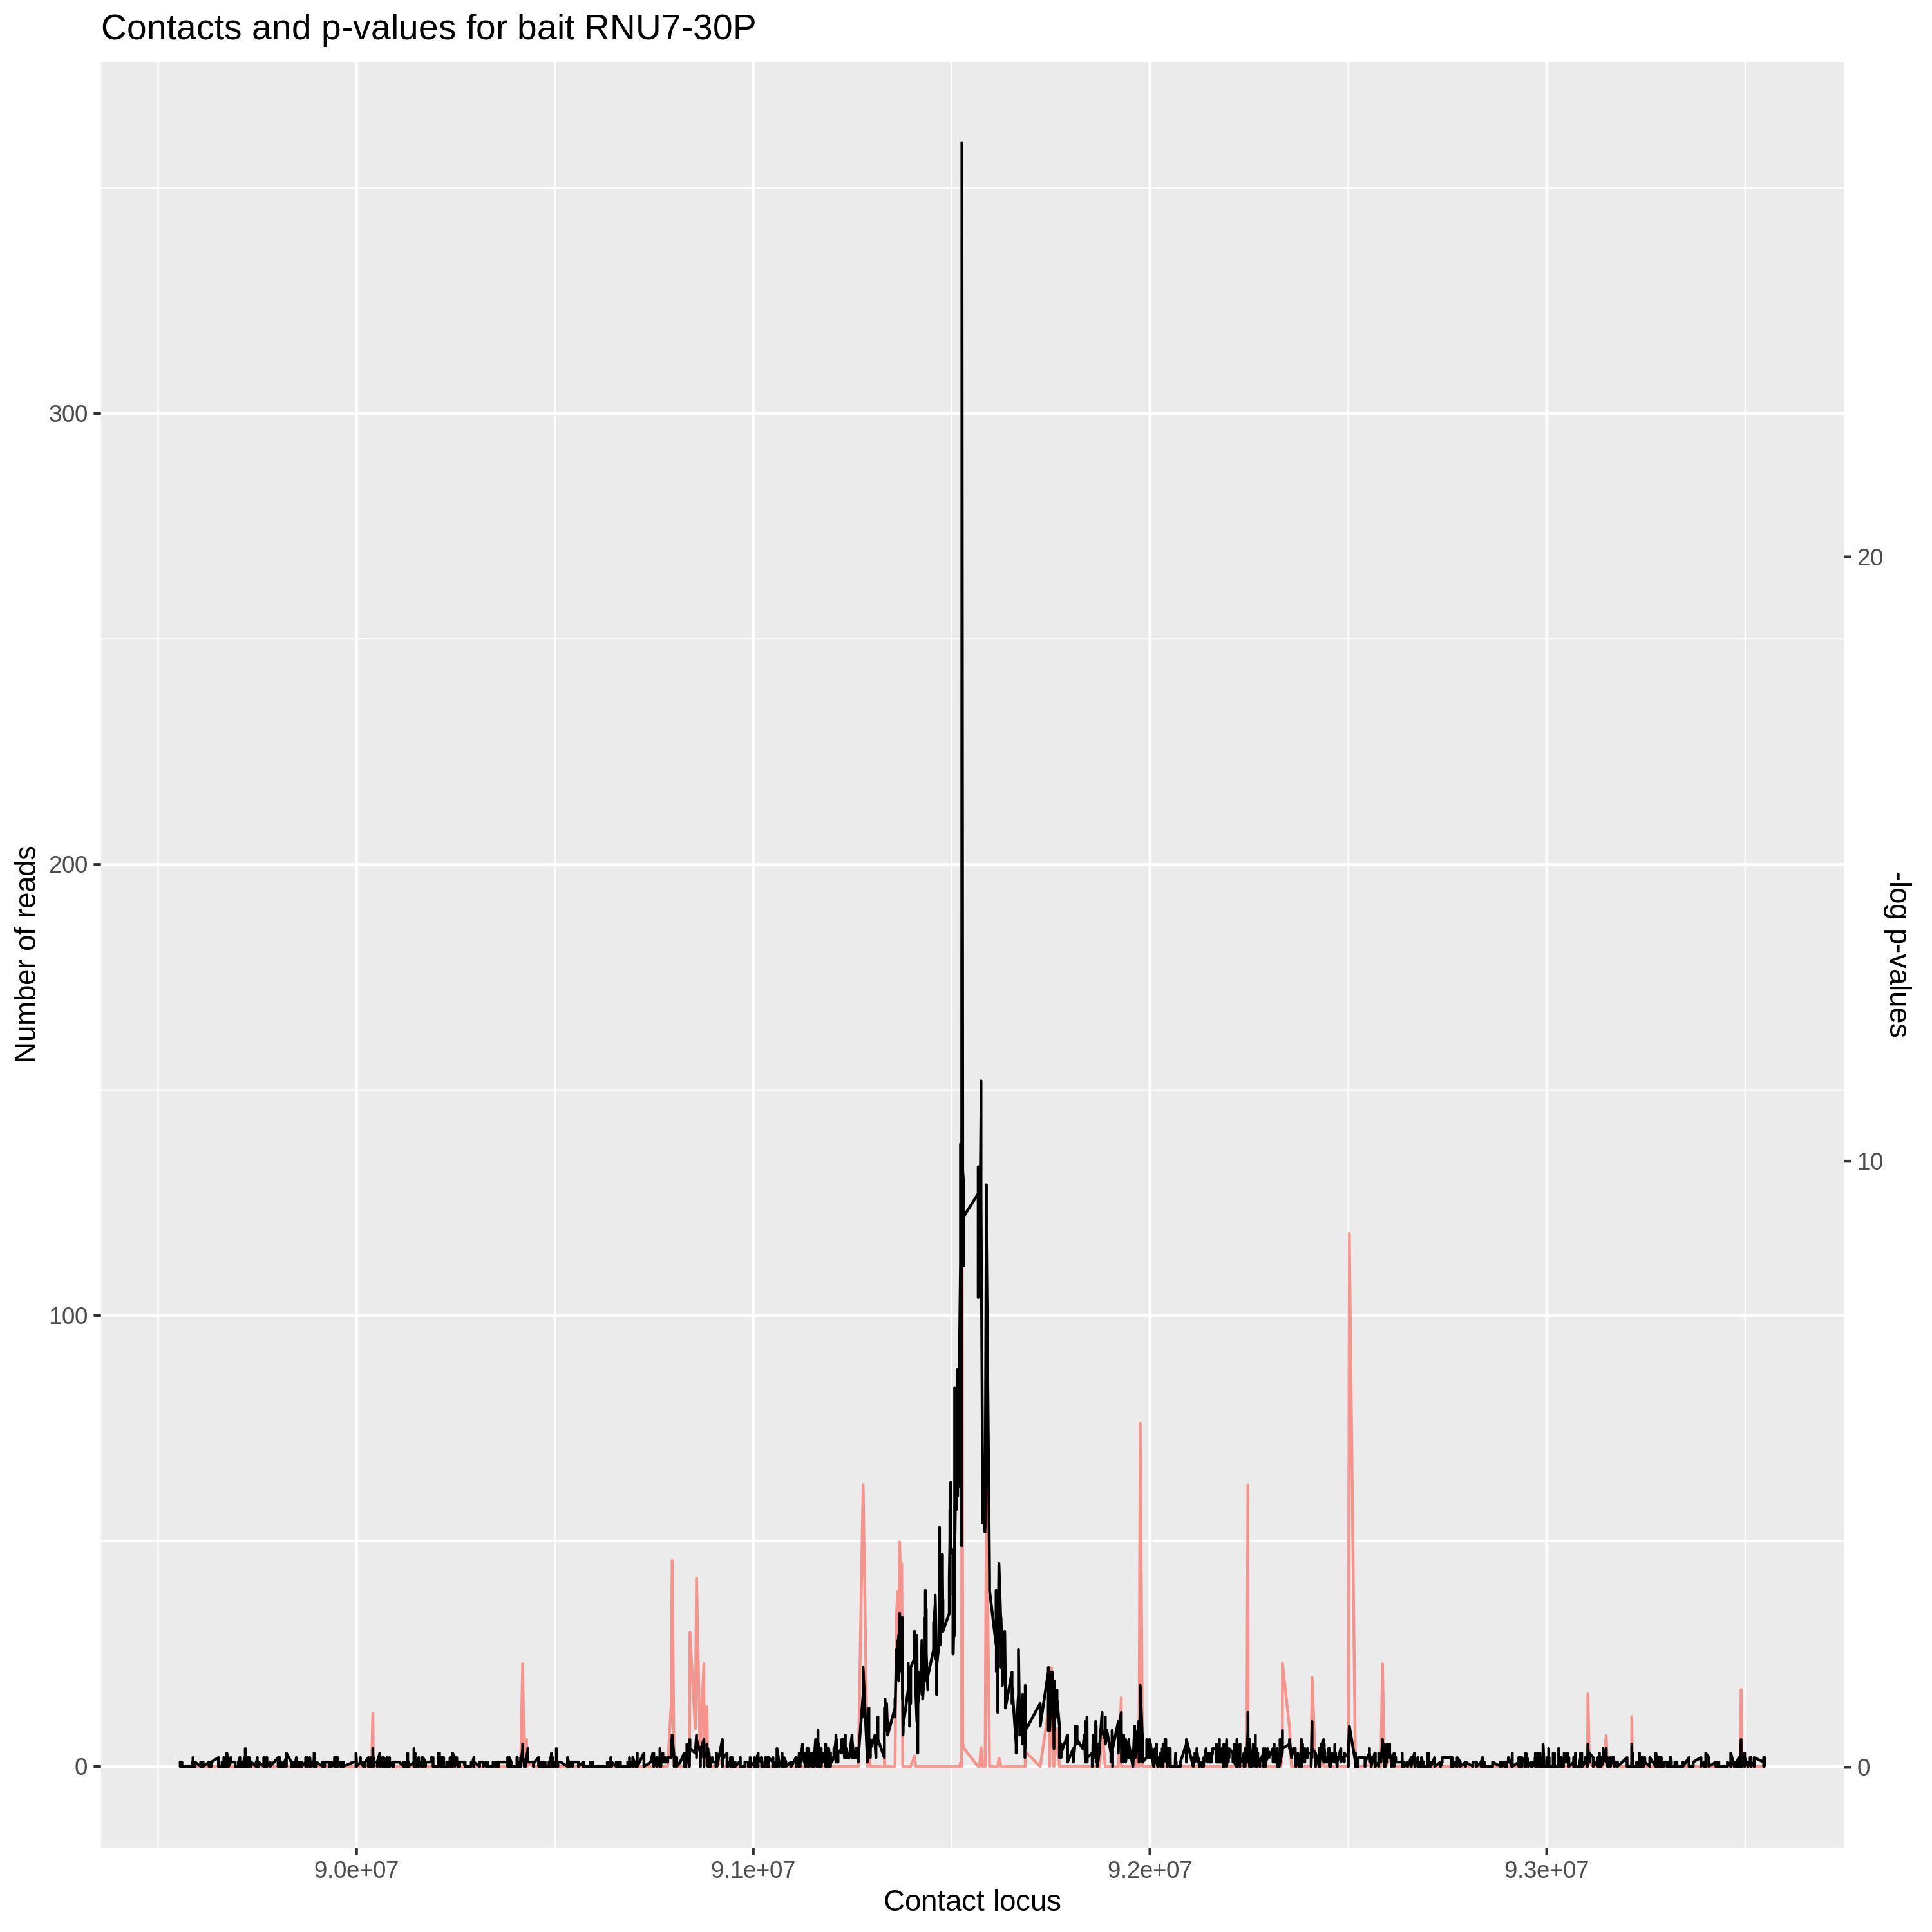 Contacts and p-values for bait RNU7-30P
Number of reads
300
200
100
0
-log p-values
20
10
0
9.0e+07
9.1e+07
9.2e+07
9.3e+07
Contact locus